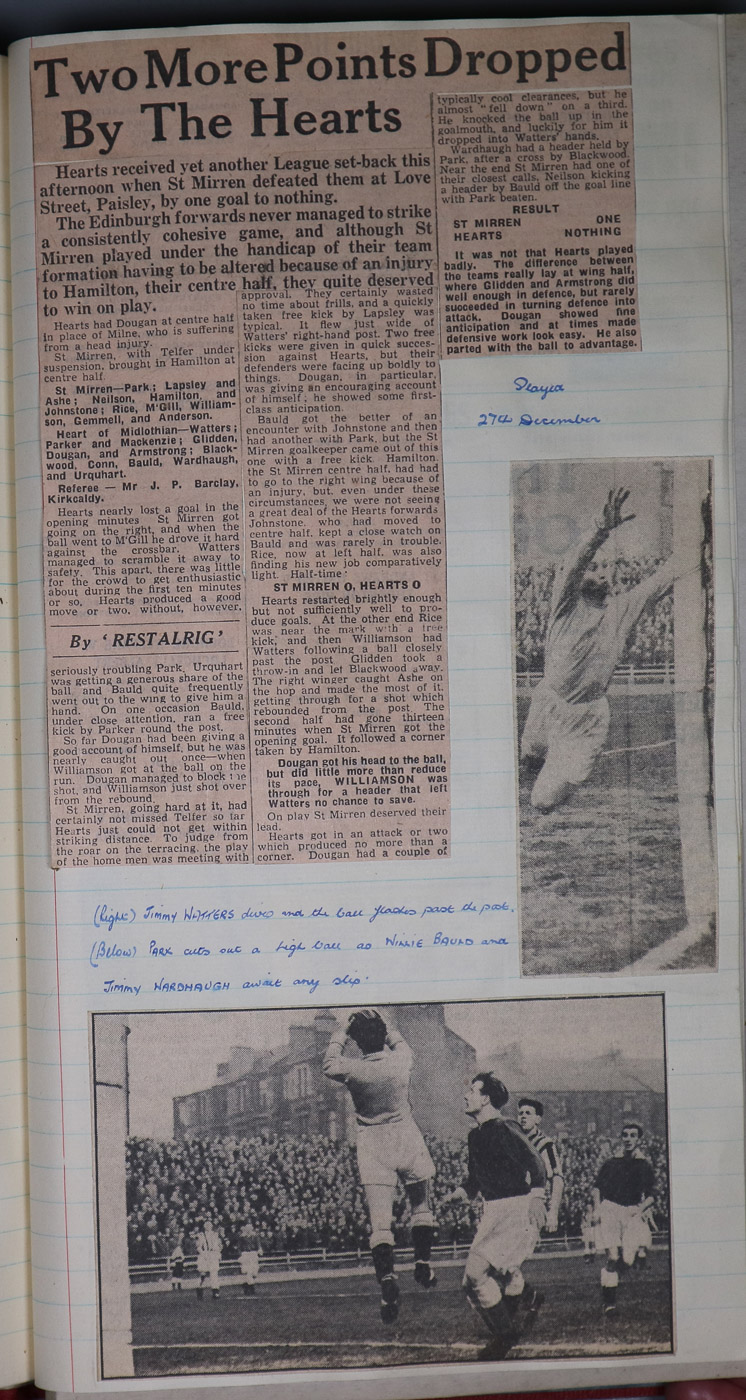 Two More Points Dropped
By The Hearts
Hearts received yet another League set-back this
afternoon when St Mirren defeated them at Love
Street, Paisley, by one goal to nothing.
The Edinburgh forwards never managed to strike
a consistently cohesive game, and although St
Mirren played under the handicap of their team
formation having to be altered because of an injury
to Hamilton, their centre half, they quite deserved
to win on play.
Hearts had Dougan at centre half
in place of Milne, who is suffering
from a head injury.
St Mirren, with Telfer under
suspension, brought in Hamilton at
centre half.
St Mirren—Park; Lapsley and
Ashe; Neilson, Hamilton, and
Johnstone; Rice, M'Gill, William-
son, Gemmell, and Anderson.
Heart of Midlothian—Watters;
Parker and Mackenzie; Glidden,
Dougan, and Armstrong; Black-
wood, Conn, Bauld, Wardhaugh,
and Urquhart.
Referee — Mr J. P. Barclay,
Kirkcaldy.
Hearts nearly lost a goal in the
opening minutes St Mirren got
going on the right, and when the
ball went to M'Gill he drove it hard
against the crossbar. Watters
managed to scramble it away to
safety. This apart, there was little
for the crowd to get enthusiastic
about during the first ten minutes
or so. Hearts produced a good
move or two, without, however,
By ‘RESTALRIG’
seriously troubling Park. Urquhart
was getting a generous share of the
ball, and Bauld quite frequently
went out to the wing to give him a
hand. On one occasion Bauld,
under close attention, ran a free
kick by Parker round the post.
So far Dougan had been giving a
good account of himself, but he was
nearly caught out once—when
Williamson got at the ball on the
run. Dougan managed to block the
shot, and Williamson just shot over
from the rebound.
St Mirren, going hard at it, had
certainly not missed Telfer so far
Hearts just could not get within
striking distance. To judge from
the roar on the terracing, the play
of the home men was meeting with
approval. They certainly wasted
no time about frills, and a quickly
taken free kick by Lapsley was
typical. It flew just wide of
Watters' right-hand post. Two free
kicks were given in quick succes-
sion against Hearts, but their
defenders were facing up boldly to
things. Dougan, in particular,
was giving an encouraging account
of himself; he showed some first-
class anticipation.
Bauld got the better of an
encounter with Johnstone and then
had another with Park, but the St
Mirren goalkeeper came out of this
one with a free kick. Hamilton,
the St Mirren centre half, had had
to go to the right wing because of
an injury, but, even under these
circumstances, we were not seeing
a great deal of the Hearts forwards
Johnstone, who had moved to
centre half, kept a close watch on
Bauld and was rarely in trouble.
Rice, now at left half, was also
finding his new job comparatively
light. Half-time:
ST MIRREN 0, HEARTS 0
Hearts restarted brightly enough
but not sufficiently well to pro-
duce goals. At the other end Rice
was near the mark with a free
kick, and then Williamson had
Watters following a ball closely
past the post Glidden took a
throw-in and let Blackwood away.
The right winger caught Ashe on
the hop and made the most of it,
getting through for a shot which
rebounded from the post The
second half had gone thirteen
minutes when St Mirren got the
opening goal. It followed a corner
taken by Hamilton.
Dougan got his head to the ball,
but did little more than reduce
its pace, WILLIAMSON was
through for a header that left
Watters no chance to save.
On play St Mirren deserved their
lead.
Hearts got in an attack or two
which produced no more than a
corner. Dougan had a couple of
typically cool clearances, but he
almost "fell down" on a third.
He knocked the ball up in the
goalmouth, and luckily for him it
dropped into Watters' hands.
Wardhaugh had a header held by
Park, after a cross by Blackwood.
Near the end St Mirren had one of
their closest calls, Neilson kicking
a header by Bauld off the goal line
with Park beaten.
RESULT
ST MIRREN ONE
HEARTS NOTHING
It was not that Hearts played
badly. The difference between
the teams really lay at wing half,
where Glidden and Armstrong did
well enough in defence, but rarely
succeeded in turning defence into
attack. Dougan showed fine
anticipation and at times made
defensive work look easy. He also
parted with the ball to advantage.
Played
27th December
(Right) Jimmy WATTERS dives and the ball flashes past the post.
(Below) PARK cuts out a high ball as WILLIE BAULD and
Jimmy WARDHAUGH await any slip.